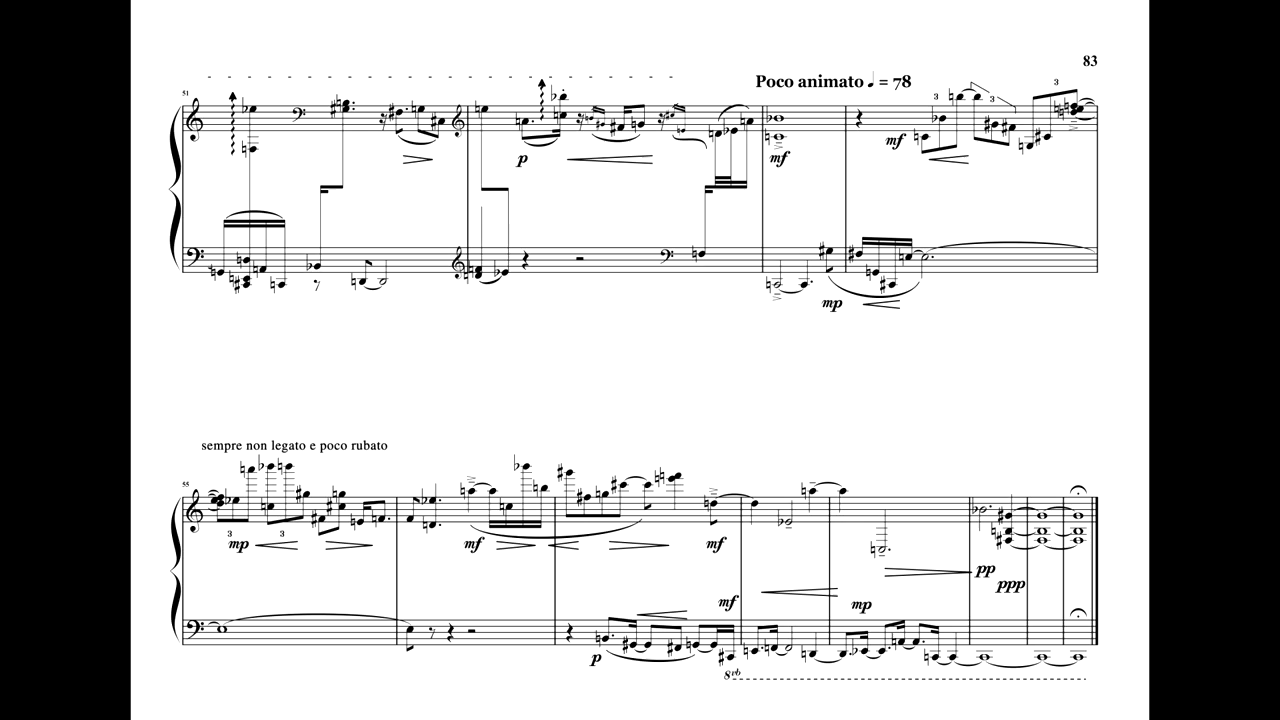 83
Poco animato ♩ = 78
51
3
3
3
p
mf
mf
mp
sempre non legato e poco rubato
55
3
3
mp
mf
mf
pp
ppp
mf
mp
p
8vb